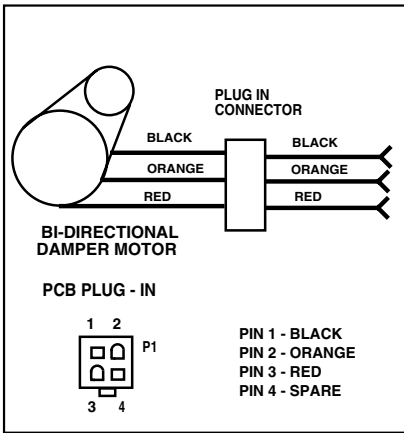 PLUG IN
CONNECTOR
BLACK BLACK
ORANGE ORANGE
RED RED
BI-DIRECTIONAL
DAMPER MOTOR
PCB PLUG - IN
1 2
P1
3 4
PIN 1 - BLACK
PIN 2 - ORANGE
PIN 3 - RED
PIN 4 - SPARE